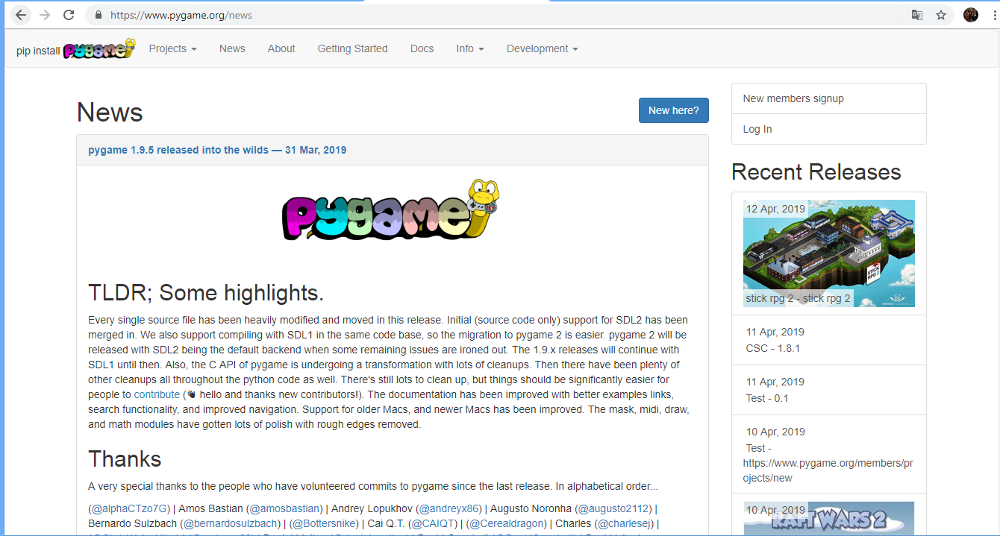 https://www.pygame.org/news
pip install pygame
Projects
News
About
Getting Started
Docs
Info
Development
News
New here?
pygame 1.9.5 released into the wilds — 31 Mar, 2019
pygame
TLDR; Some highlights.
Every single source file has been heavily modified and moved in this release. Initial (source code only) support for SDL2 has been
merged in. We also support compiling with SDL1 in the same code base, so the migration to pygame 2 is easier. pygame 2 will be
released with SDL2 being the default backend when some remaining issues are ironed out. The 1.9.x releases will continue with
SDL1 until then. Also, the C API of pygame is undergoing a transformation with lots of cleanups. Then there have been plenty of
other cleanups all throughout the python code as well. There's still lots to clean up, but things should be significantly easier for
people to contribute (👋 hello and thanks new contributors!). The documentation has been improved with better examples links,
search functionality, and improved navigation. Support for older Macs, and newer Macs has been improved. The mask, midi, draw,
and math modules have gotten lots of polish with rough edges removed.
Thanks
A very special thanks to the people who have volunteered commits to pygame since the last release. In alphabetical order...
(@alphaCTzo7G) | Amos Bastian (@amosbastian) | Andrey Lopukhov (@andreyx86) | Augusto Noronha (@augusto2112) |
Bernardo Sulzbach (@bernardosulzbach) | (@Bottersnike) | Cai Q.T. (@CAIQT) | (@Cerealdragon) | Charles (@charlesej) |
New members signup
Log In
Recent Releases
12 Apr, 2019
STICK
RPG 2
stick rpg 2 - stick rpg 2
11 Apr, 2019
CSC - 1.8.1
11 Apr, 2019
Test - 0.1
10 Apr, 2019
Test -
https://www.pygame.org/members/pr
ojects/new
10 Apr, 2019
RAFT WARS 2